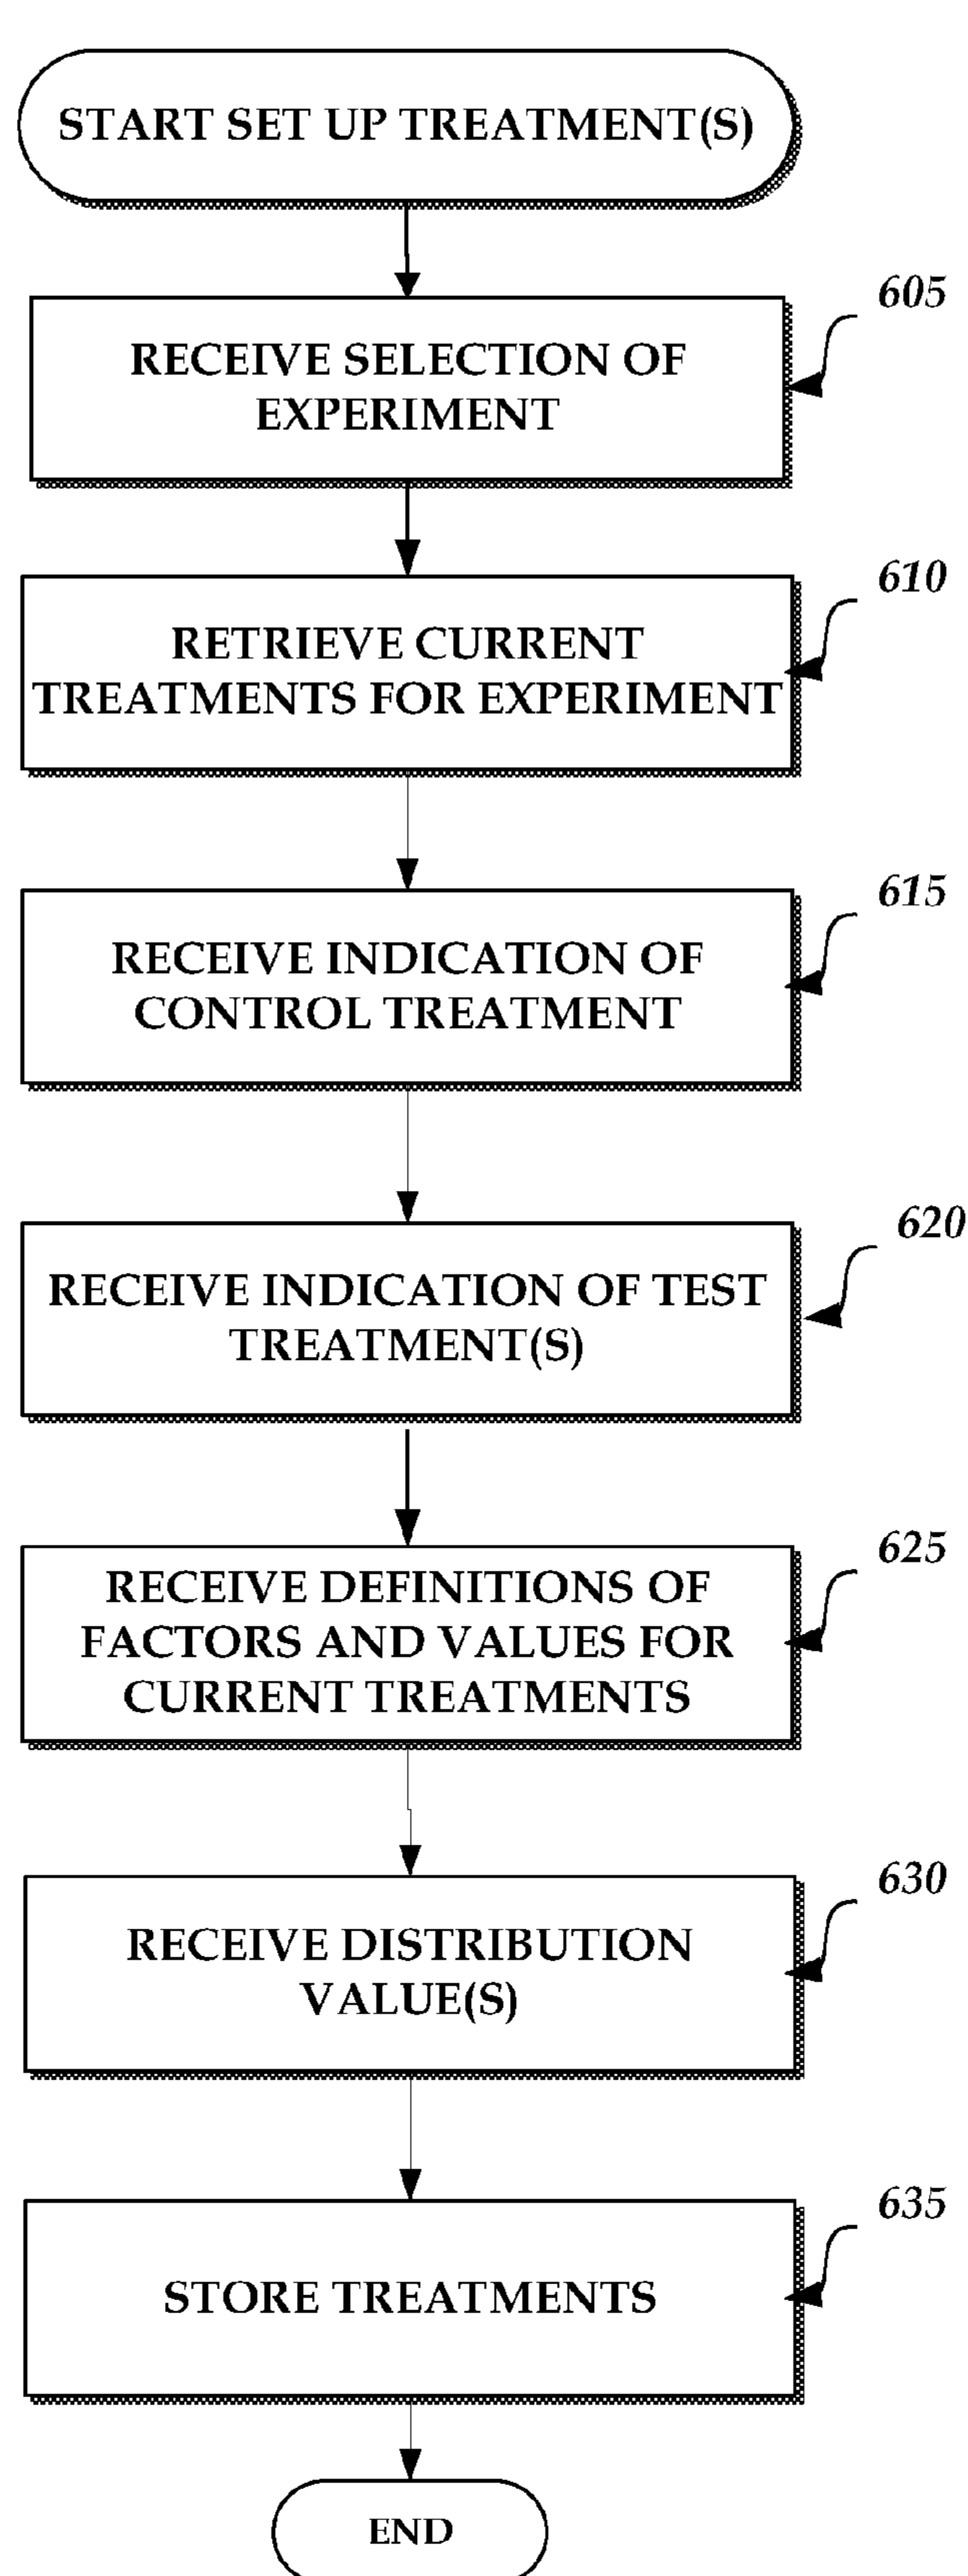 START SET UP TREATMENT(S)
605
RECEIVE SELECTION OF
EXPERIMENT
610
RETRIEVE CURRENT
TREATMENTS FOR EXPERIMENT
615
RECEIVE INDICATION OF
CONTROL TREATMENT
620
RECEIVE INDICATION OF TEST
TREATMENT(S)
625
RECEIVE DEFINITIONS OF
FACTORS AND VALUES FOR
CURRENT TREATMENTS
630
RECEIVE DISTRIBUTION
VALUE(S)
635
STORE TREATMENTS
END